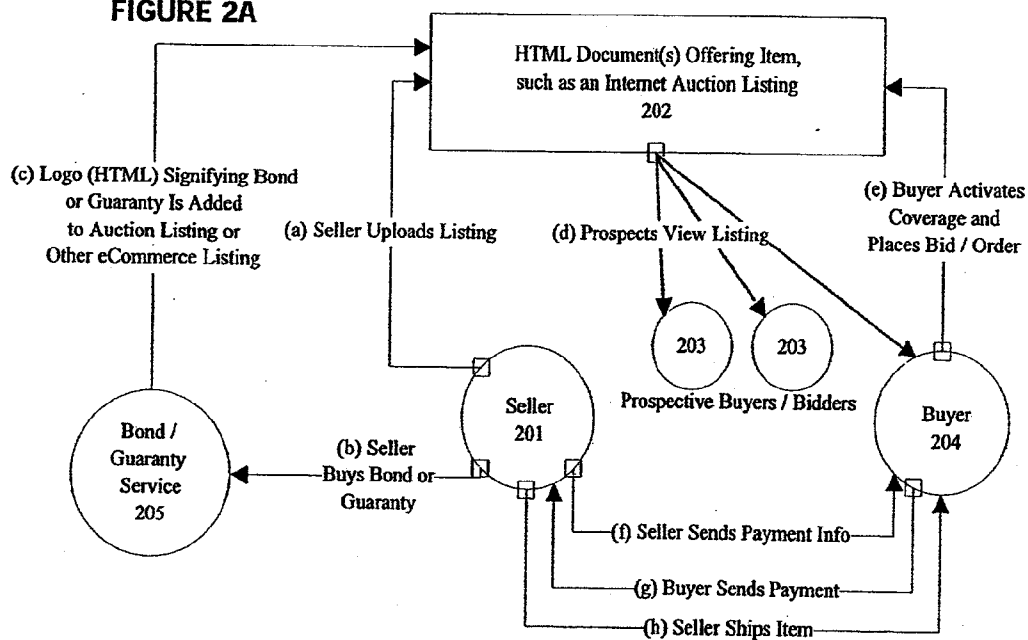 FIGURE 2A
HTML Document(s) Offering Item,
such as an Internet Auction Listing
202
(c) Logo (HTML) Signifying Bond
or Guaranty Is Added
to Auction Listing or
Other eCommerce Listing
(a) Seller Uploads Listing
(d) Prospects View Listing
(e) Buyer Activates
Coverage and
Places Bid / Order
203
203
Prospective Buyers / Bidders
Seller
201
Buyer
204
Bond /
Guaranty
Service
205
(b) Seller
Buys Bond or
Guaranty
(f) Seller Sends Payment Info
(g) Buyer Sends Payment
(h) Seller Ships Item